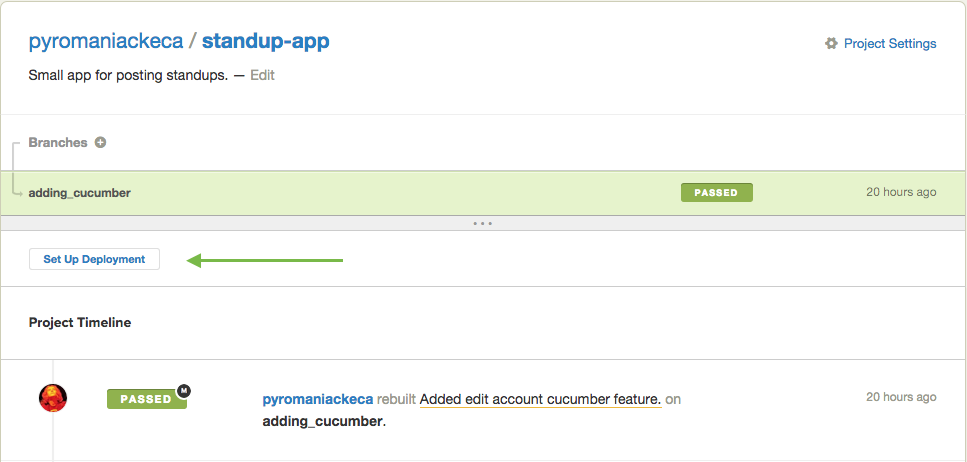 pyromaniackeca / standup-app
Project Settings
Small app for posting standups. — Edit
Branches
adding_cucumber PASSED 20 hours ago
Set Up Deployment
Project Timeline
PASSED M pyromaniackeca rebuilt Added edit account cucumber feature. on 20 hours ago
adding_cucumber.